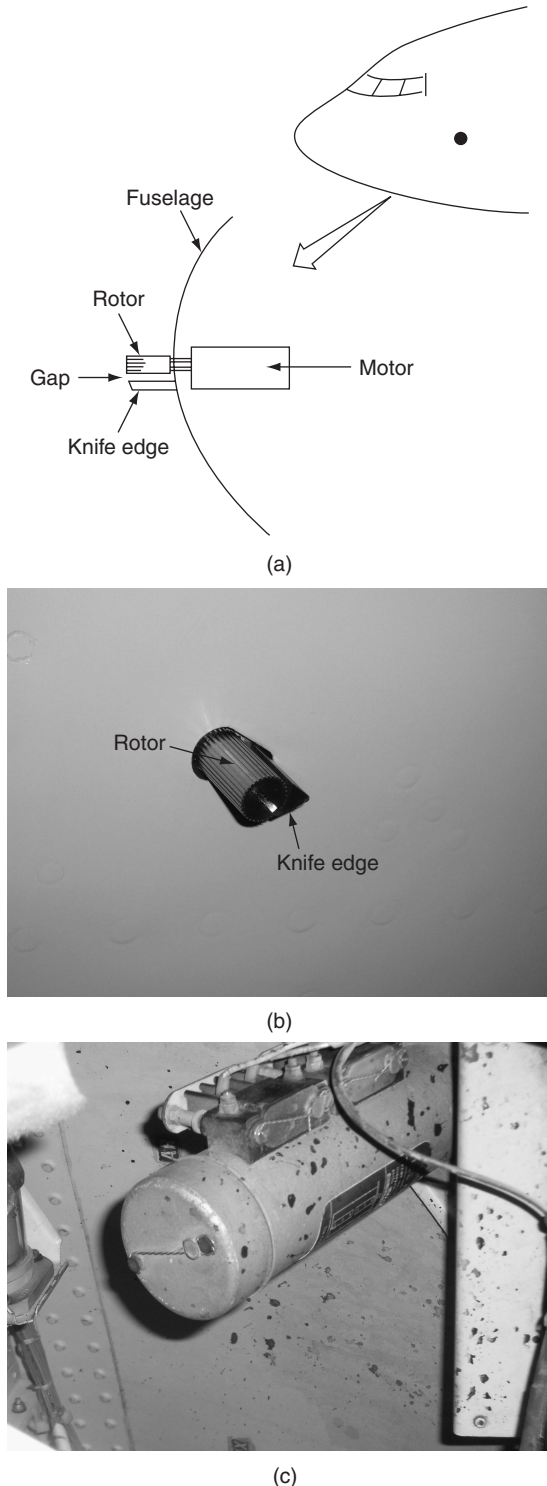 Fuselage
Rotor
Gap
Motor
Knife edge
(a)
Rotor
Knife edge
(b)
(c)